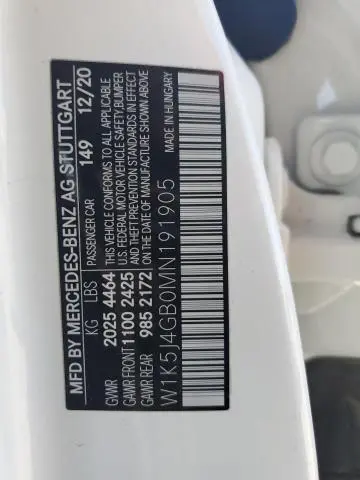 MFD BY MERCEDES-BENZ AG STUTTGART
PASSENGER CAR 149 12/20
KG LBS
GVWR 2025 4464
GAWR FRONT 1100 2425
GAWR REAR 985 2172
THIS VEHICLE CONFORMS TO ALL APPLICABLE
U.S. FEDERAL MOTOR VEHICLE SAFETY, BUMPER
AND THEFT PREVENTION STANDARDS IN EFFECT
ON THE DATE OF MANUFACTURE SHOWN ABOVE
MADE IN HUNGARY
W1K5J4GB0MN191905